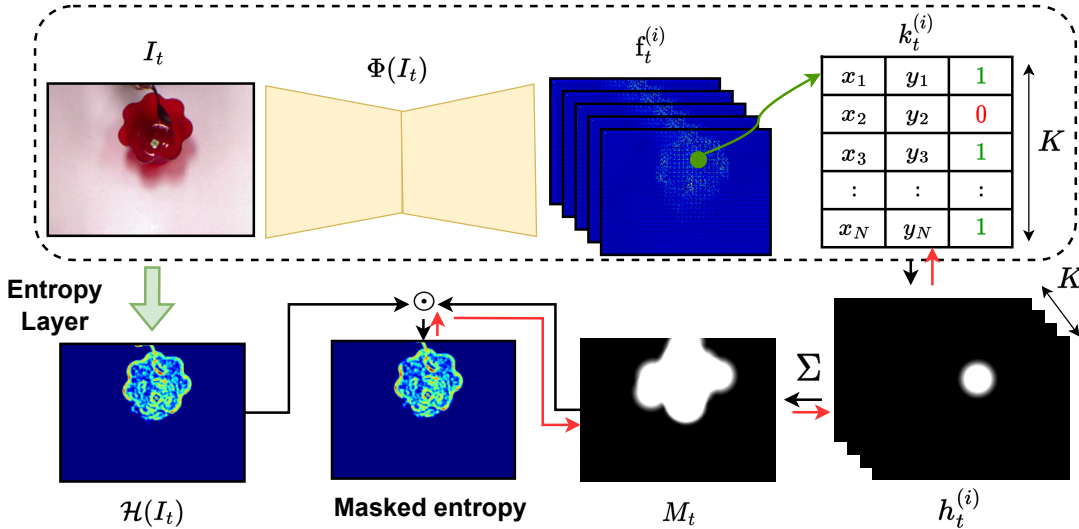 I_t
Φ(I_t)
f_t^{(i)}
k_t^{(i)}
x_1 y_1 1
x_2 y_2 0
x_3 y_3 1
: : :
x_N y_N 1
K
Entropy
Layer
⊙
K
Σ
ℋ(I_t)
Masked entropy
M_t
h_t^{(i)}